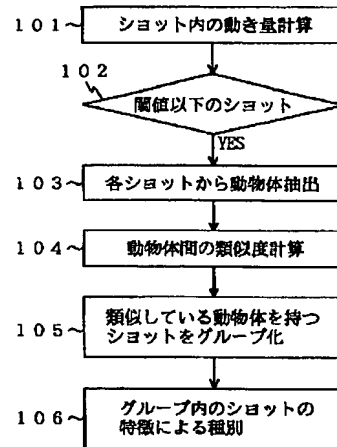 101 ショット内の動き量計算
102
閾値以下のショット
YES
103 各ショットから動物体抽出
104 動物体間の類似度計算
105 類似している動物体を持つ
ショットをグループ化
106 グループ内のショットの
特徴による種別